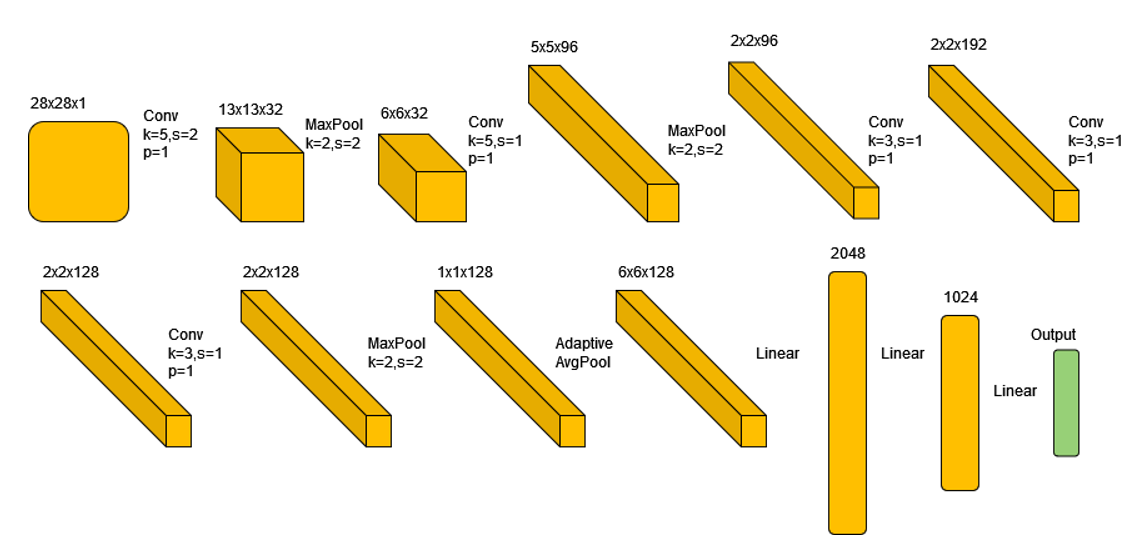 28x28x1
Conv
k=5,s=2
p=1
13x13x32
MaxPool
k=2,s=2
6x6x32
Conv
k=5,s=1
p=1
5x5x96
MaxPool
k=2,s=2
2x2x96
Conv
k=3,s=1
p=1
2x2x192
Conv
k=3,s=1
p=1
2x2x128
Conv
k=3,s=1
p=1
2x2x128
MaxPool
k=2,s=2
1x1x128
Adaptive
AvgPool
6x6x128
Linear
2048
Linear
1024
Linear
Output